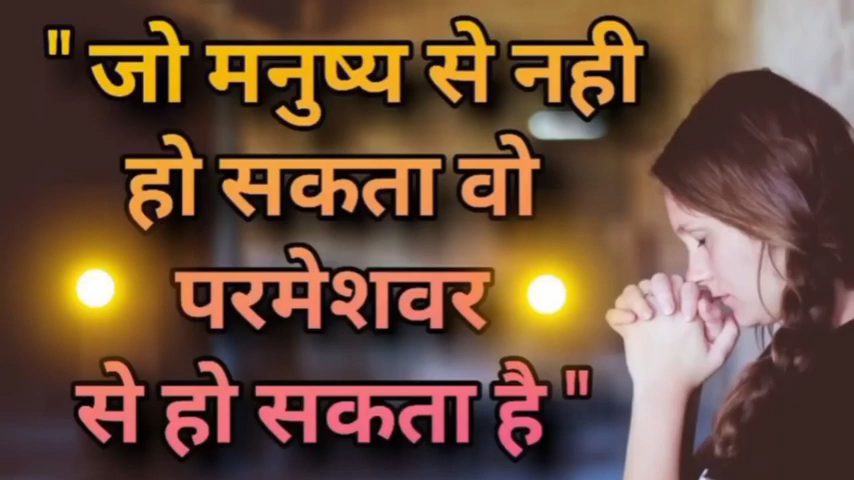 " जो मनुष्य से नही
हो सकता वो
परमेशवर
से हो सकता है "